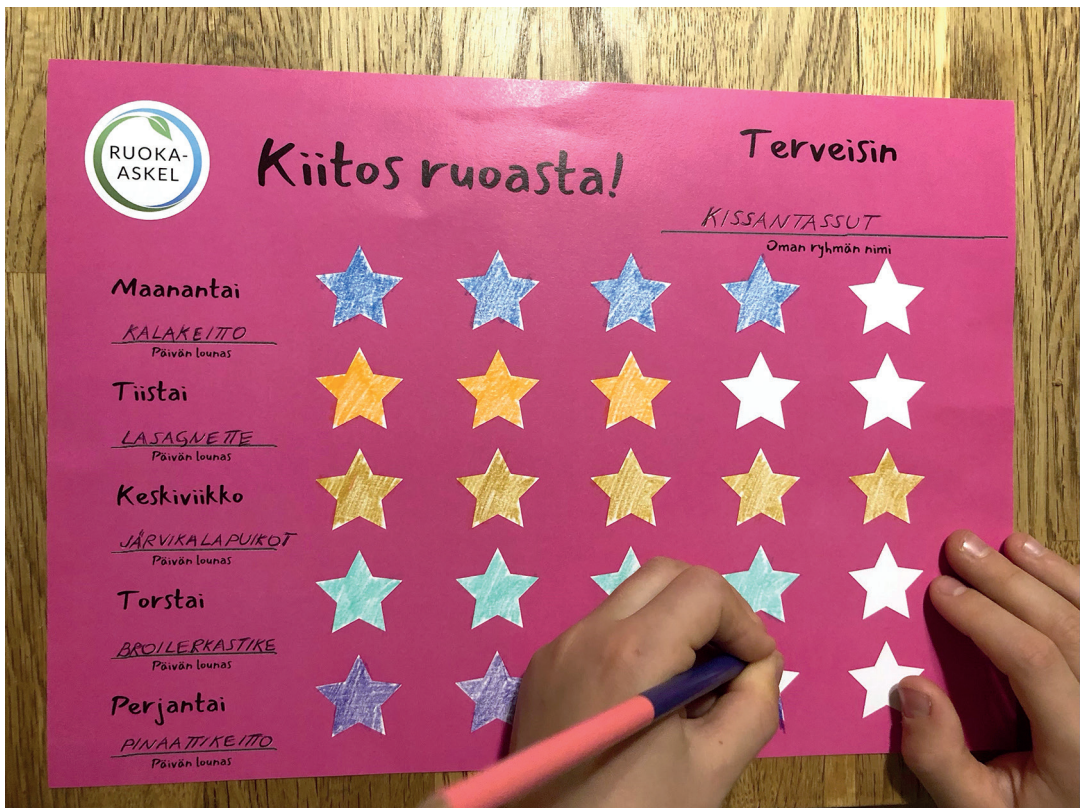 RUOKA-
ASKEL
Kiitos ruoasta!
Terveisin
KISSANTASSUT
Oman ryhmän nimi
Maanantai
KALAKEITTO
Päivän lounas
Tiistai
LASAGNETTE
Päivän lounas
Keskiviikko
JÄRVIKALAPUIKOT
Päivän lounas
Torstai
BROILERKASTIKE
Päivän lounas
Perjantai
PINAATTIKEITTO
Päivän lounas